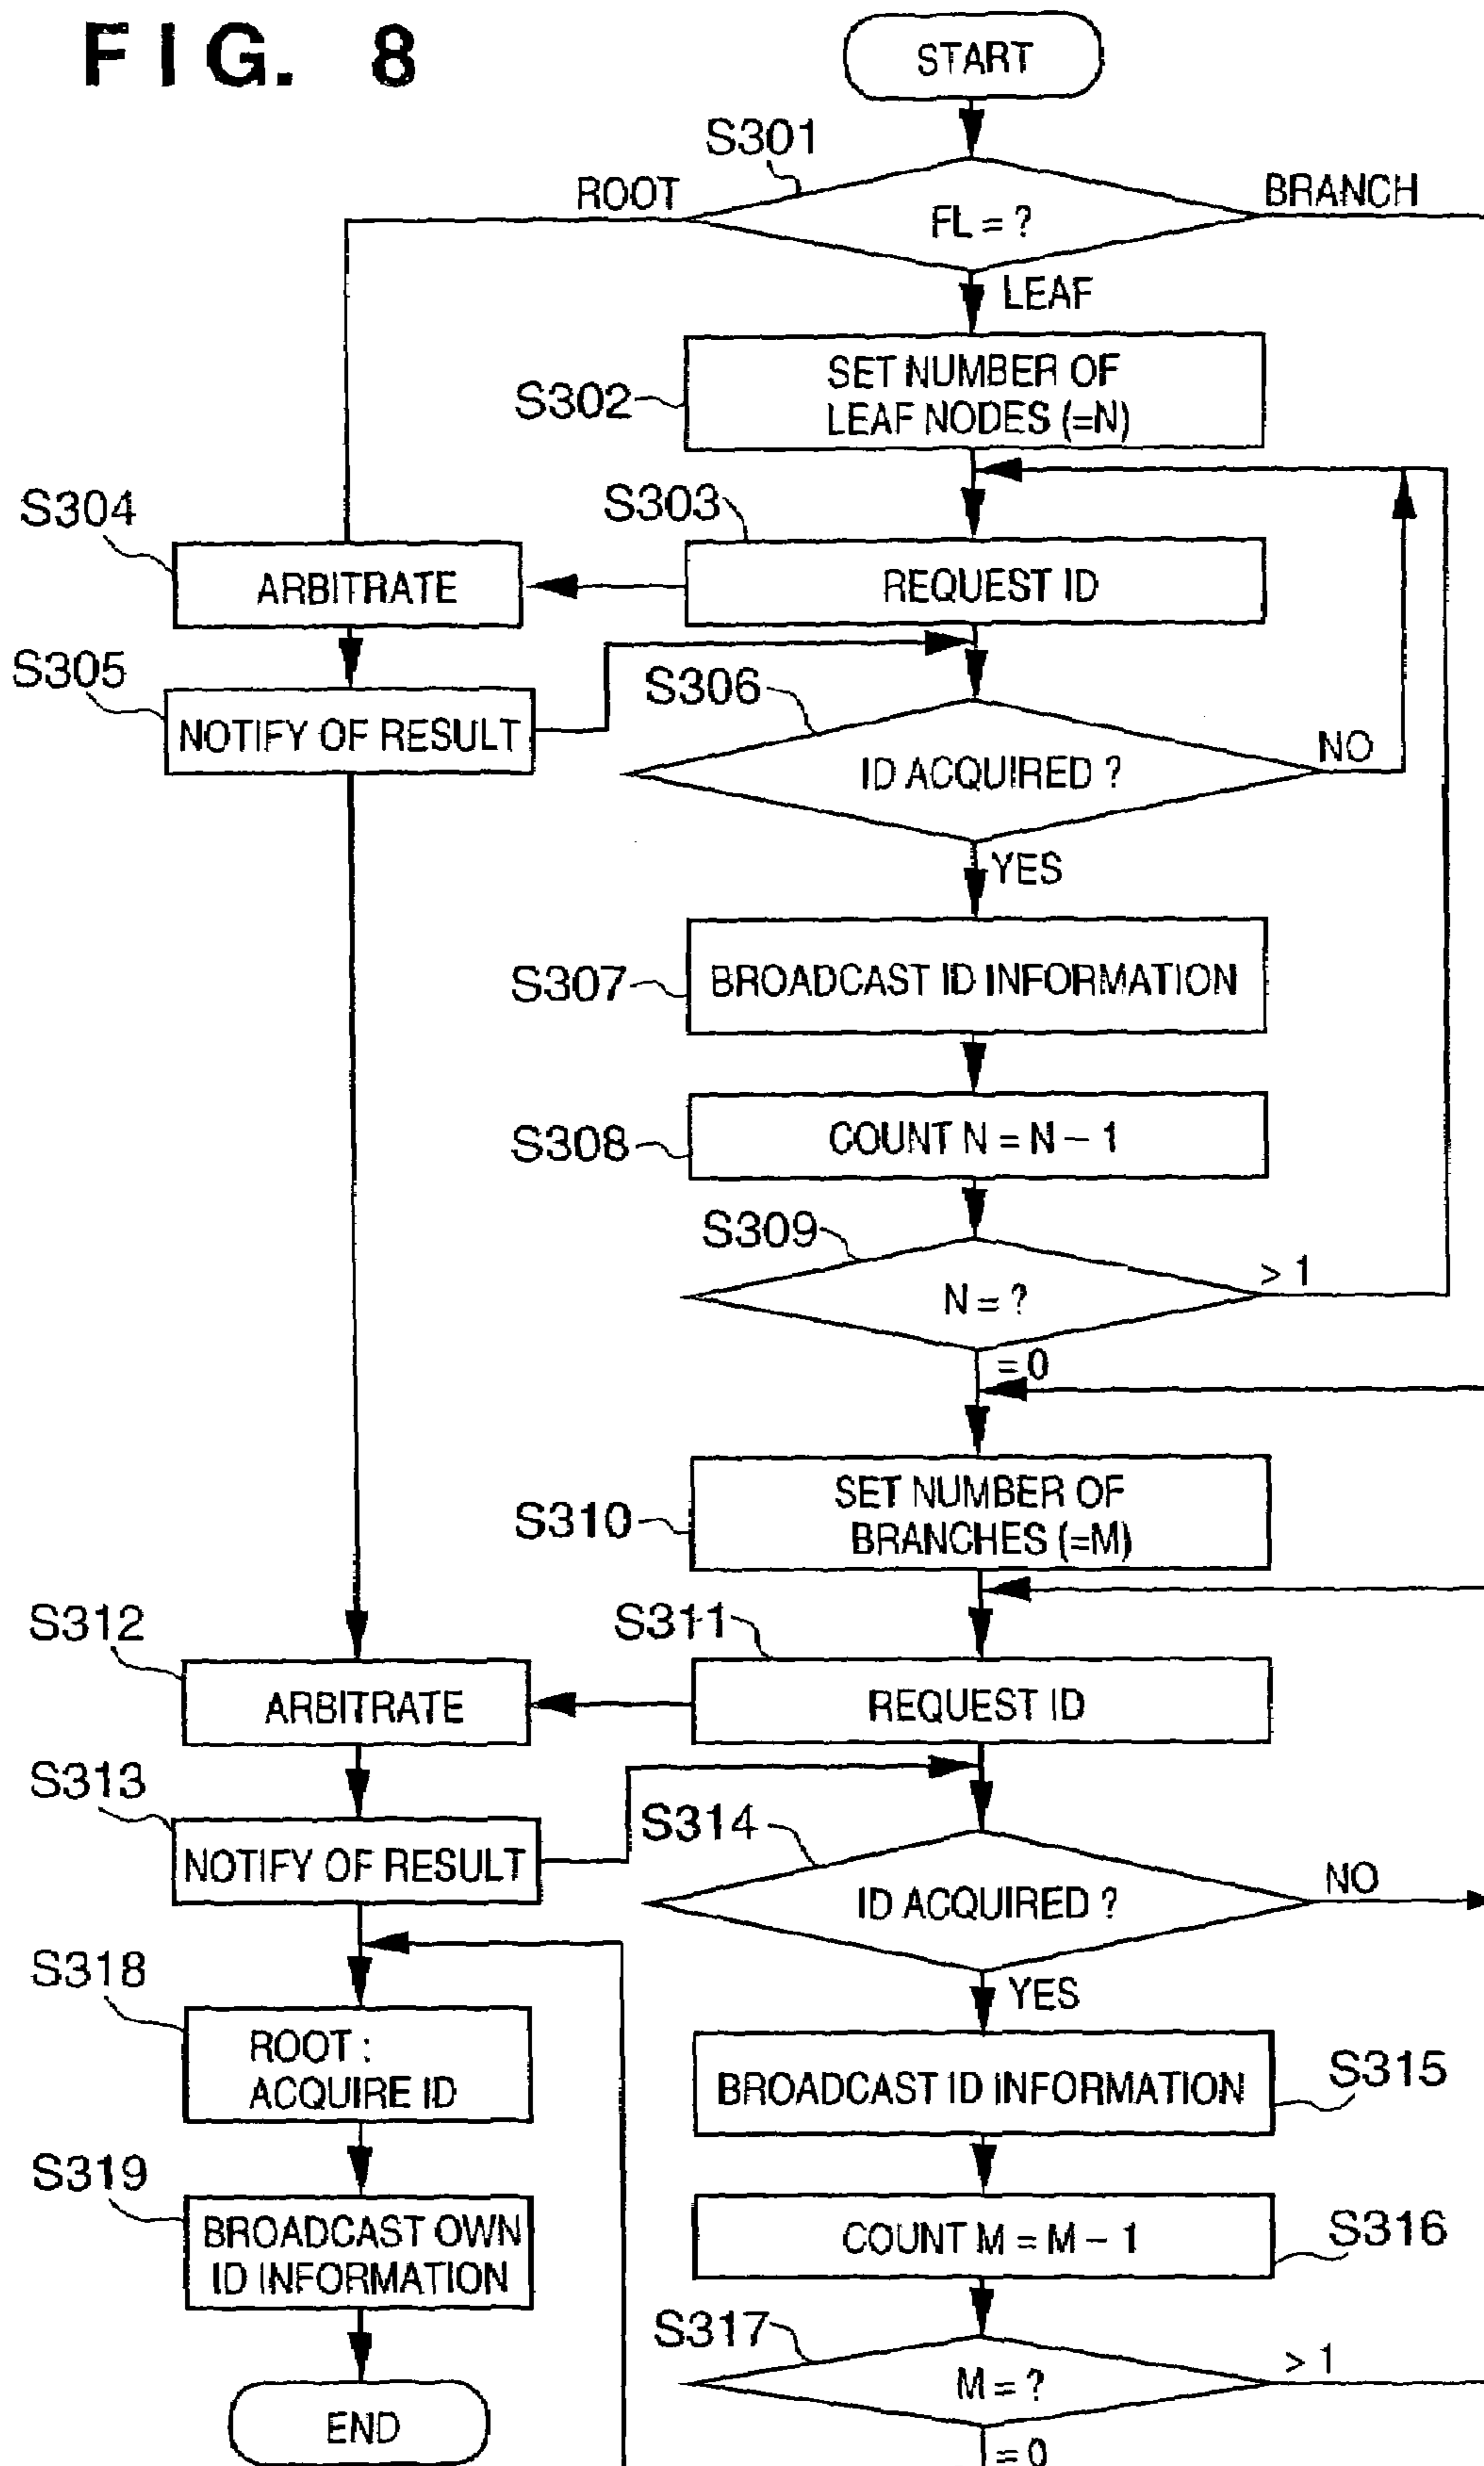 FIG. 8
START
S301
ROOT
BRANCH
FL = ?
LEAF
S302
SET NUMBER OF
LEAF NODES (=N)
S304
S303
ARBITRATE
REQUEST ID
S305
S306
NOTIFY OF RESULT
NO
ID ACQUIRED ?
YES
S307
BROADCAST ID INFORMATION
S308
COUNT N = N – 1
S309
> 1
N = ?
= 0
S310
SET NUMBER OF
BRANCHES (=M)
S312
S311
ARBITRATE
REQUEST ID
S313
S314
NOTIFY OF RESULT
NO
ID ACQUIRED ?
S318
YES
ROOT :
ACQUIRE ID
BROADCAST ID INFORMATION
S315
S319
BROADCAST OWN
ID INFORMATION
COUNT M = M – 1
S316
S317
> 1
M = ?
END
= 0